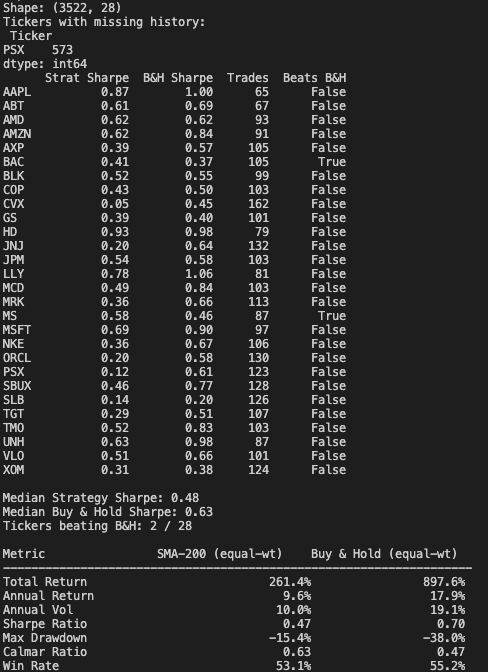 Shape: (3522, 28)
Tickers with missing history:
Ticker
PSX    573
dtype: int64
      Strat Sharpe  B&H Sharpe  Trades  Beats B&H
AAPL          0.87        1.00      65      False
ABT           0.61        0.69      67      False
AMD           0.62        0.62      93      False
AMZN          0.62        0.84      91      False
AXP           0.39        0.57     105      False
BAC           0.41        0.37     105       True
BLK           0.52        0.55      99      False
COP           0.43        0.50     103      False
CVX           0.05        0.45     162      False
GS            0.39        0.40     101      False
HD            0.93        0.98      79      False
JNJ           0.20        0.64     132      False
JPM           0.54        0.58     103      False
LLY           0.78        1.06      81      False
MCD           0.49        0.84     103      False
MRK           0.36        0.66     113      False
MS            0.58        0.46      87       True
MSFT          0.69        0.90      97      False
NKE           0.36        0.67     106      False
ORCL          0.20        0.58     130      False
PSX           0.12        0.61     123      False
SBUX          0.46        0.77     128      False
SLB           0.14        0.20     126      False
TGT           0.29        0.51     107      False
TMO           0.52        0.83     103      False
UNH           0.63        0.98      87      False
VLO           0.51        0.66     101      False
XOM           0.31        0.38     124      False
Median Strategy Sharpe: 0.48
Median Buy & Hold Sharpe: 0.63
Tickers beating B&H: 2 / 28
Metric               SMA-200 (equal-wt)    Buy & Hold (equal-wt)
Total Return                     261.4%                   897.6%
Annual Return                      9.6%                    17.9%
Annual Vol                        10.0%                    19.1%
Sharpe Ratio                       0.47                     0.70
Max Drawdown                     -15.4%                   -38.0%
Calmar Ratio                       0.63                     0.47
Win Rate                          53.1%                    55.2%